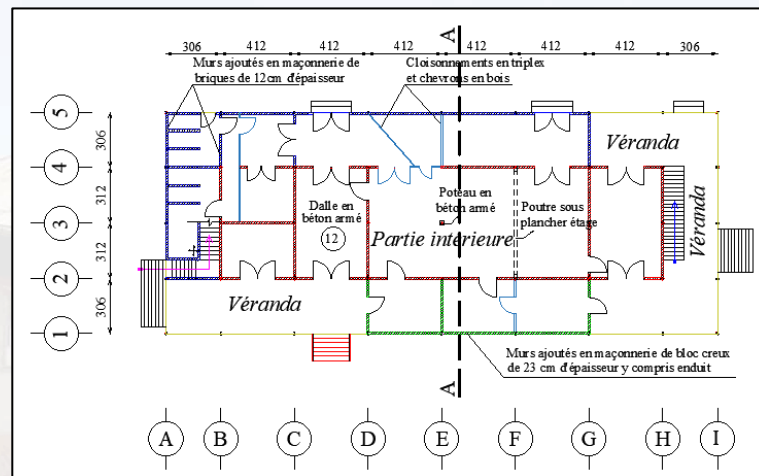 A
306 412 412 412 412 412 412 306
Murs ajoutés en maçonnerie de
briques de 12cm d'épaisseur
Cloisonnements en triplex
et chevrons en bois
5
306
Véranda
4
312
Dalle en
béton armé
12
Poteau en
béton armé
Poutre sous
plancher étage
3
Partie intérieure
Véranda
312
2
306
Véranda
1
Murs ajoutés en maçonnerie de bloc creux
de 23 cm d'épaisseur y compris enduit
A
A B C D E F G H I